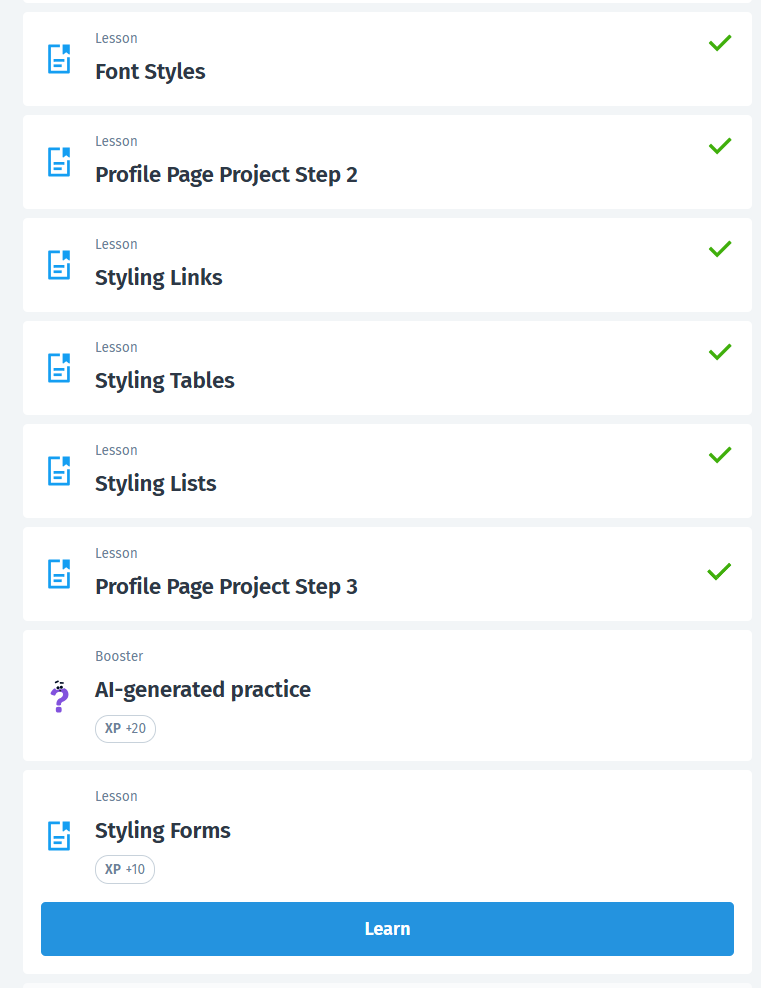 Lesson
Font Styles
Lesson
Profile Page Project Step 2
Lesson
Styling Links
Lesson
Styling Tables
Lesson
Styling Lists
Lesson
Profile Page Project Step 3
Booster
AI-generated practice
XP +20
Lesson
Styling Forms
XP +10
Learn